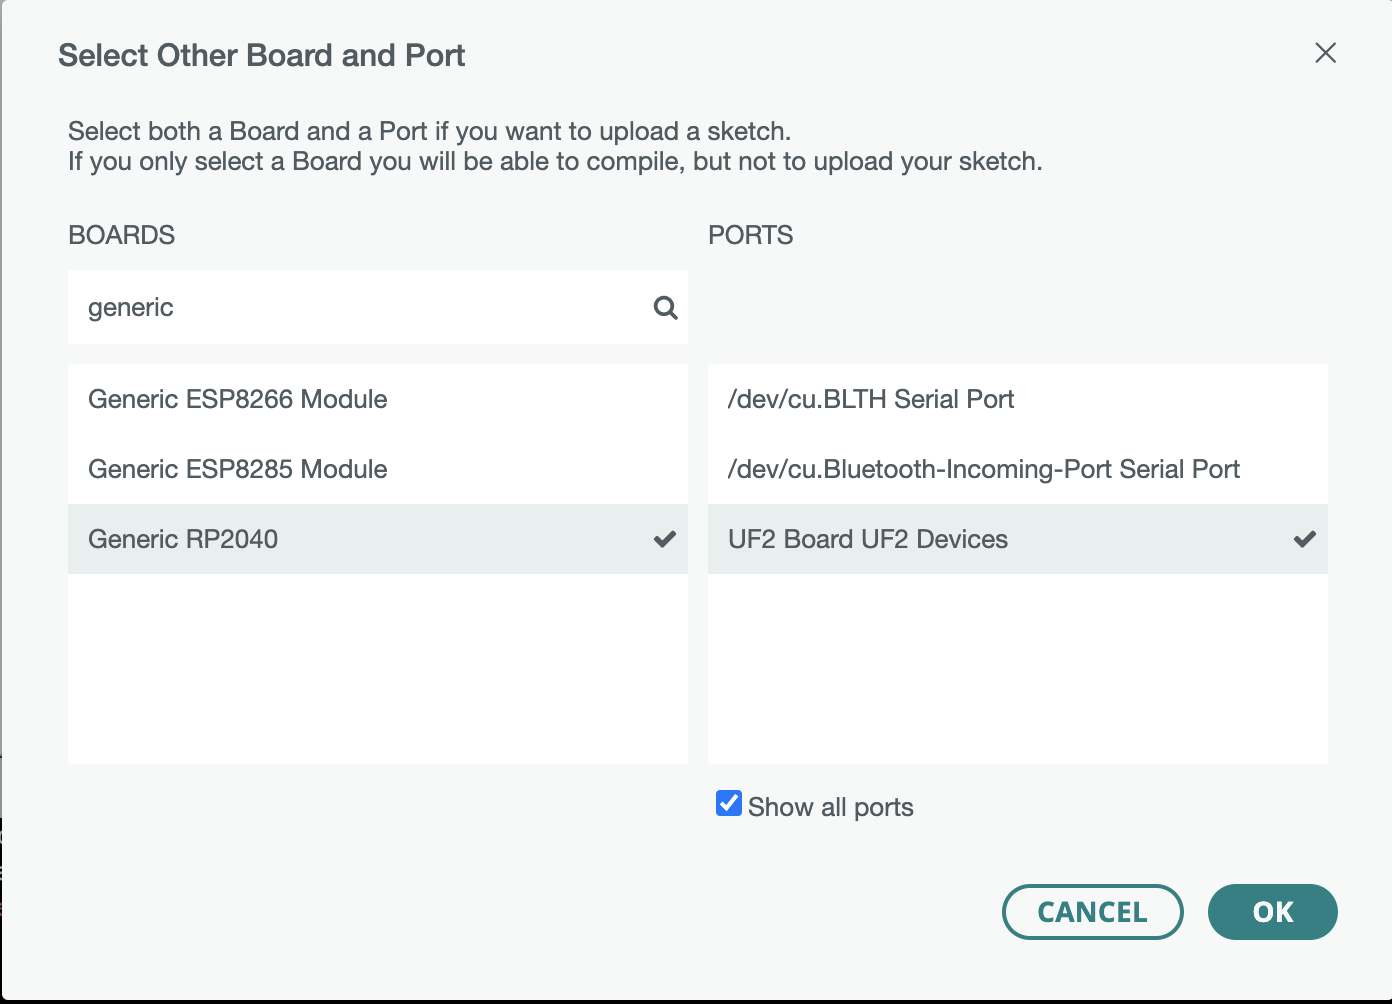 Select Other Board and Port
Select both a Board and a Port if you want to upload a sketch.
If you only select a Board you will be able to compile, but not to upload your sketch.
BOARDS
PORTS
generic
Generic ESP8266 Module
Generic ESP8285 Module
Generic RP2040
/dev/cu.BLTH Serial Port
/dev/cu.Bluetooth-Incoming-Port Serial Port
UF2 Board UF2 Devices
Show all ports
CANCEL
OK